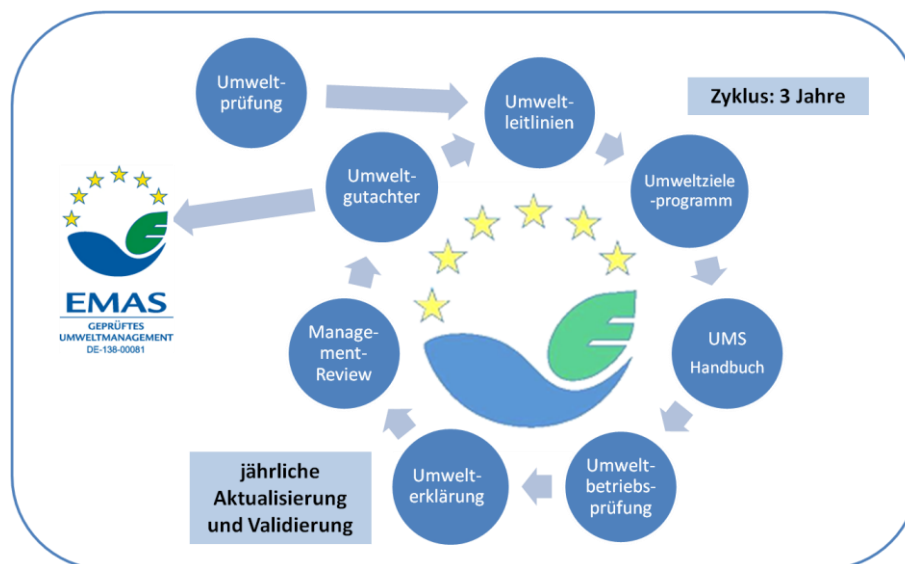 Umwelt-
prüfung
Umwelt-
leitlinien
Zyklus: 3 Jahre
Umwelt-
gutachter
Umweltziele
-programm
EMAS
GEPRÜFTES
UMWELTMANAGEMENT
DE-138-00081
Manage-
ment-
Review
UMS
Handbuch
jährliche
Aktualisierung
und Validierung
Umwelt-
erklärung
Umwelt-
betriebs-
prüfung